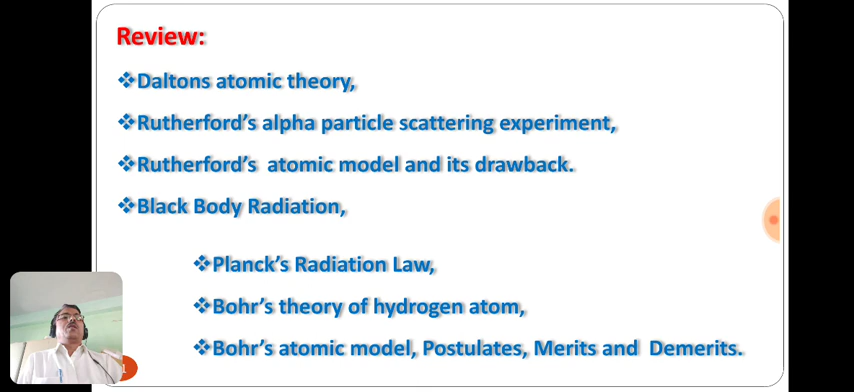 Review:
❖Daltons atomic theory,
❖Rutherford’s alpha particle scattering experiment,
❖Rutherford’s atomic model and its drawback.
❖Black Body Radiation,
❖Planck’s Radiation Law,
❖Bohr’s theory of hydrogen atom,
❖Bohr’s atomic model, Postulates, Merits and Demerits.